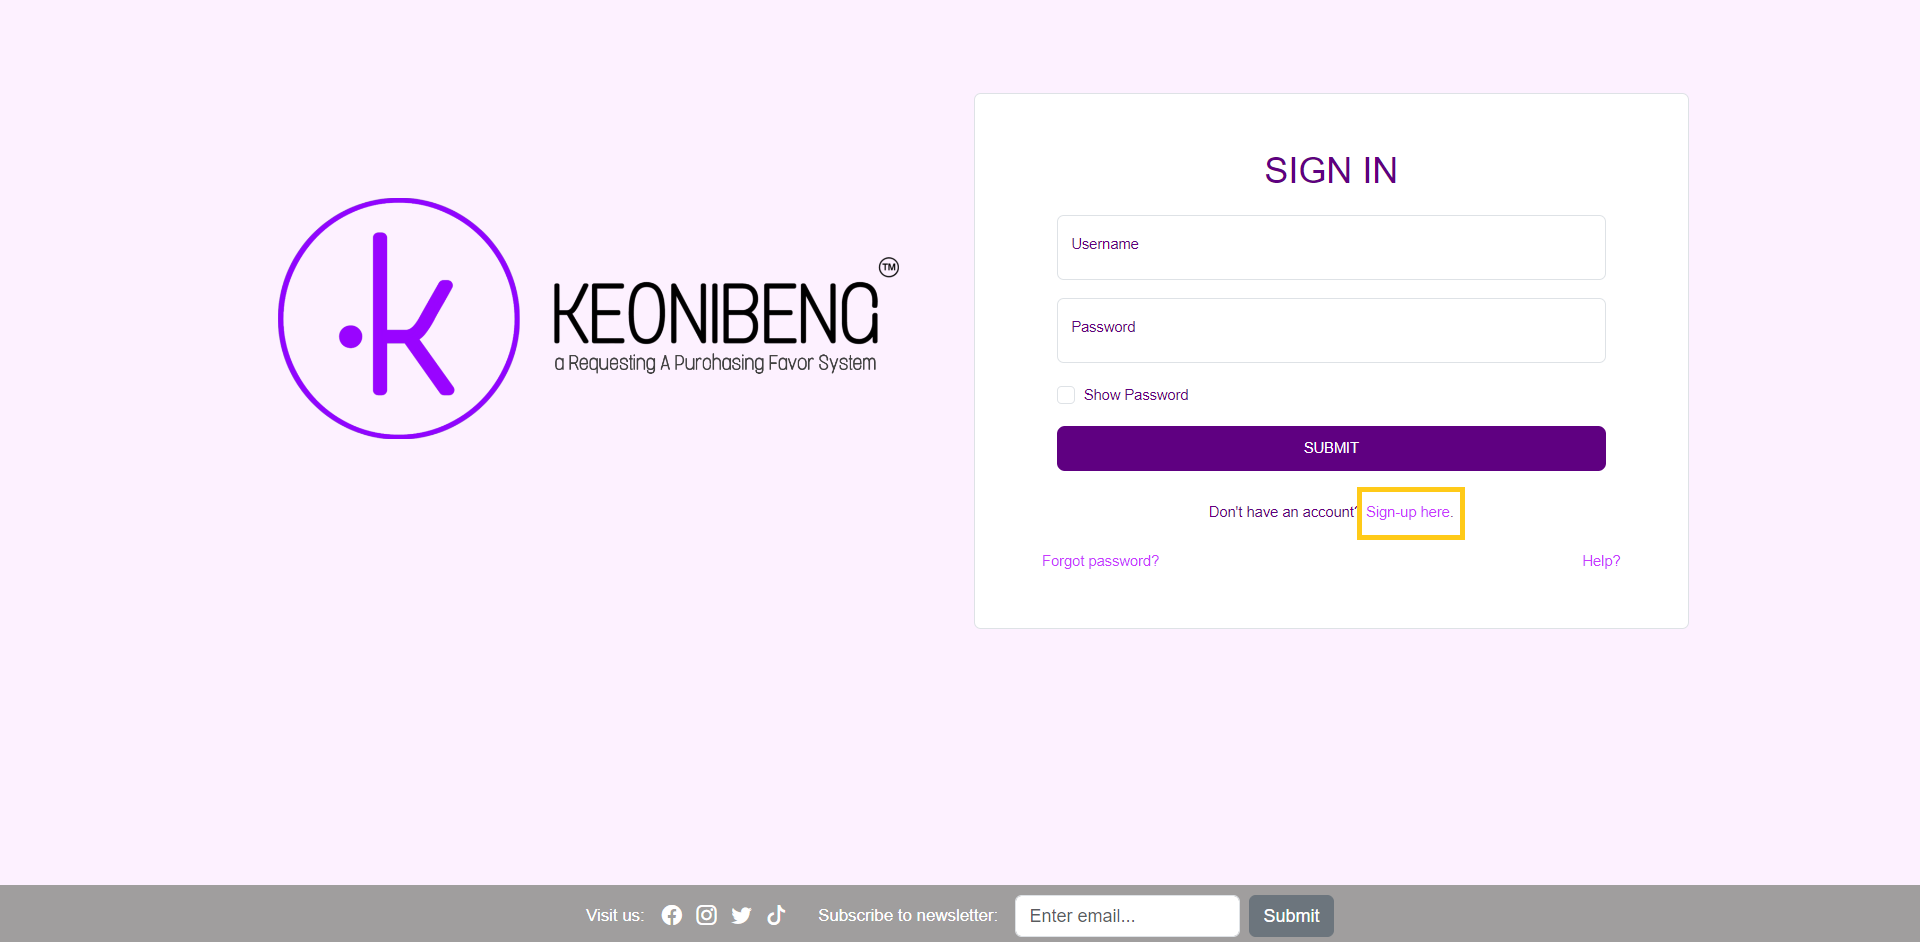 SIGN IN
KEONIBENG TM
a Requesting A Purohasing Favor System
Username
Password
Show Password
SUBMIT
Don't have an account? Sign-up here.
Forgot password? Help?
Visit us: Subscribe to newsletter: Enter email... Submit